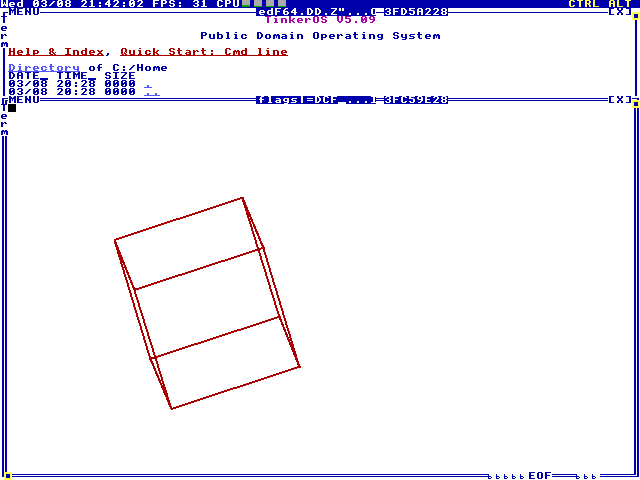 Wed 03/08 21:42:02 FPS: 31 CPU CTRL ALT
MENU edF64.DD.Z"... 3FD5A228 [X]
Term
TinkerOS V5.09
Public Domain Operating System
Help & Index, Quick Start: Cmd line
Directory of C:/Home
DATE_ TIME_ SIZE
03/08 20:28 0000 .
03/08 20:28 0000 ..
MENU flags|=DCF_... 3FC59E28 [X]
Term
EOF